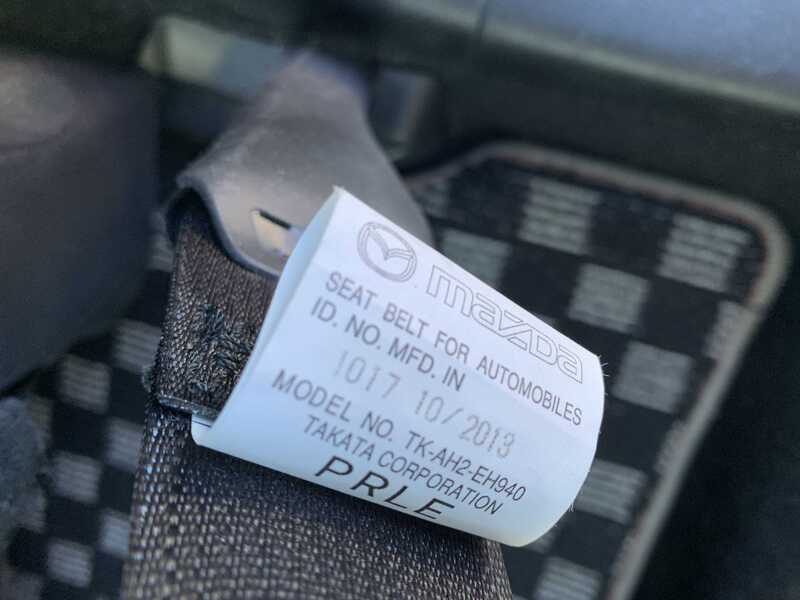 mazda
SEAT BELT FOR AUTOMOBILES
ID. NO. MFD. IN
1017 10/2013
MODEL NO. TK-AH2-EH940
TAKATA CORPORATION
PRLE